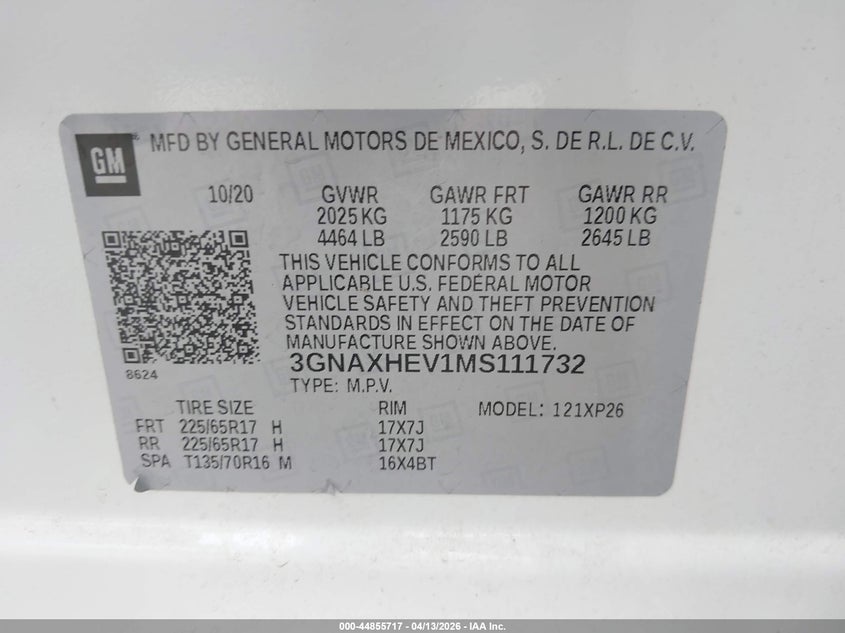 GM
MFD BY GENERAL MOTORS DE MEXICO, S. DE R.L. DE C.V.
10/20 GVWR GAWR FRT GAWR RR
2025 KG 1175 KG 1200 KG
4464 LB 2590 LB 2645 LB
THIS VEHICLE CONFORMS TO ALL
APPLICABLE U.S. FEDERAL MOTOR
VEHICLE SAFETY AND THEFT PREVENTION
STANDARDS IN EFFECT ON THE DATE OF
MANUFACTURE SHOWN ABOVE.
8624
3GNAXHEV1MS111732
TYPE: M.P.V.
TIRE SIZE RIM MODEL: 121XP26
FRT 225/65R17 H 17X7J
RR 225/65R17 H 17X7J
SPA T135/70R16 M 16X4BT
000-44855717 - 04/13/2026 - IAA Inc.